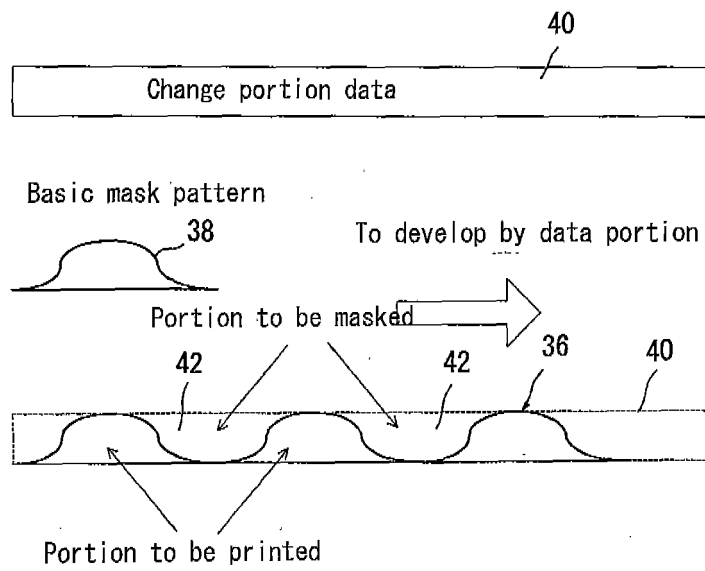 40
Change portion data
Basic mask pattern
38
To develop by data portion
Portion to be masked
42
42
36
40
Portion to be printed